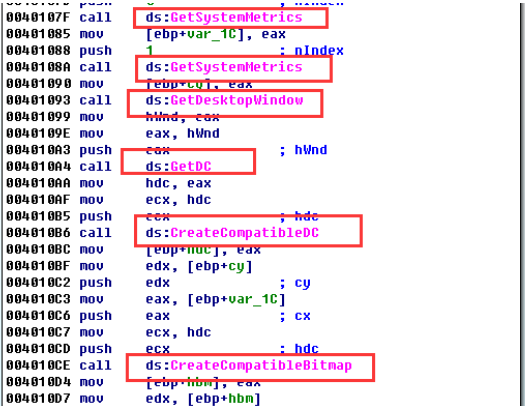 0040107F call ds:GetSystemMetrics
00401085 mov [ebp+var_1C], eax
00401088 push 1 ; nIndex
0040108A call ds:GetSystemMetrics
00401090 mov [ebp+cy], eax
00401093 call ds:GetDesktopWindow
00401099 mov hWnd, eax
0040109E mov eax, hWnd
004010A3 push eax ; hWnd
004010A4 call ds:GetDC
004010AA mov hdc, eax
004010AF mov ecx, hdc
004010B5 push ecx ; hdc
004010B6 call ds:CreateCompatibleDC
004010BC mov [ebp+hdc], eax
004010BF mov edx, [ebp+cy]
004010C2 push edx ; cy
004010C3 mov eax, [ebp+var_1C]
004010C6 push eax ; cx
004010C7 mov ecx, hdc
004010CD push ecx ; hdc
004010CE call ds:CreateCompatibleBitmap
004010D4 mov [ebp+hbm], eax
004010D7 mov edx, [ebp+hbm]